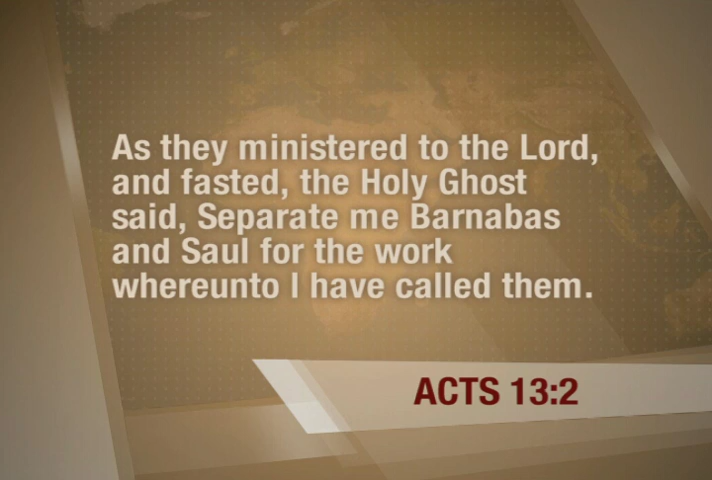 As they ministered to the Lord,
and fasted, the Holy Ghost
said, Separate me Barnabas
and Saul for the work
whereunto I have called them.
ACTS 13:2